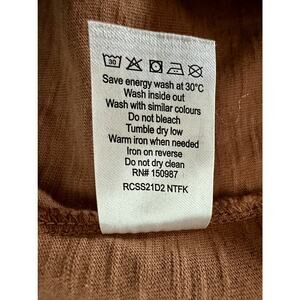 30
Save energy wash at 30°C
Wash inside out
Wash with similar colours
Do not bleach
Tumble dry low
Warm iron when needed
Iron on reverse
Do not dry clean
RN# 150987
RCSS21D2 NTFK